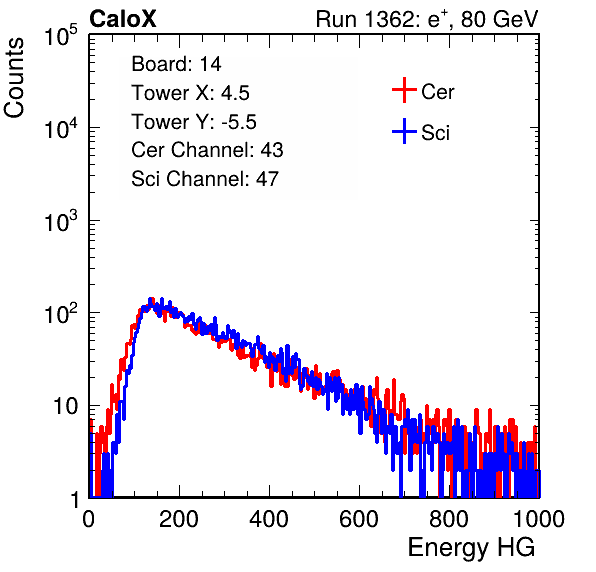 CaloX Run 1362: e⁺, 80 GeV
Counts
10⁵
10⁴
10³
10²
10
1
Board: 14
Tower X: 4.5
Tower Y: -5.5
Cer Channel: 43
Sci Channel: 47
Cer
Sci
0 200 400 600 800 1000
Energy HG